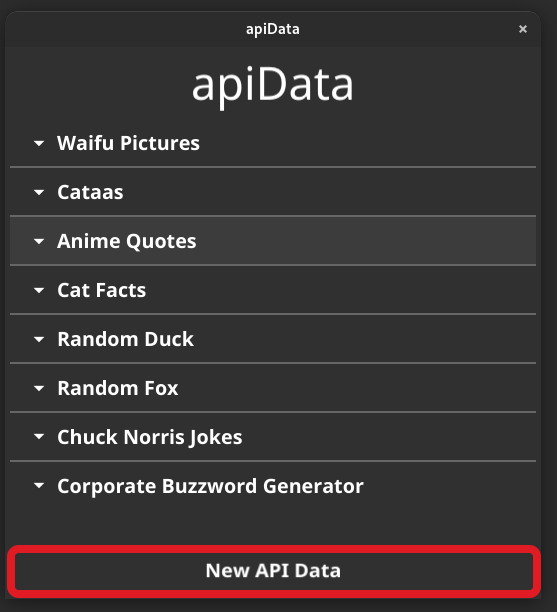 apiData
apiData
Waifu Pictures
Cataas
Anime Quotes
Cat Facts
Random Duck
Random Fox
Chuck Norris Jokes
Corporate Buzzword Generator
New API Data